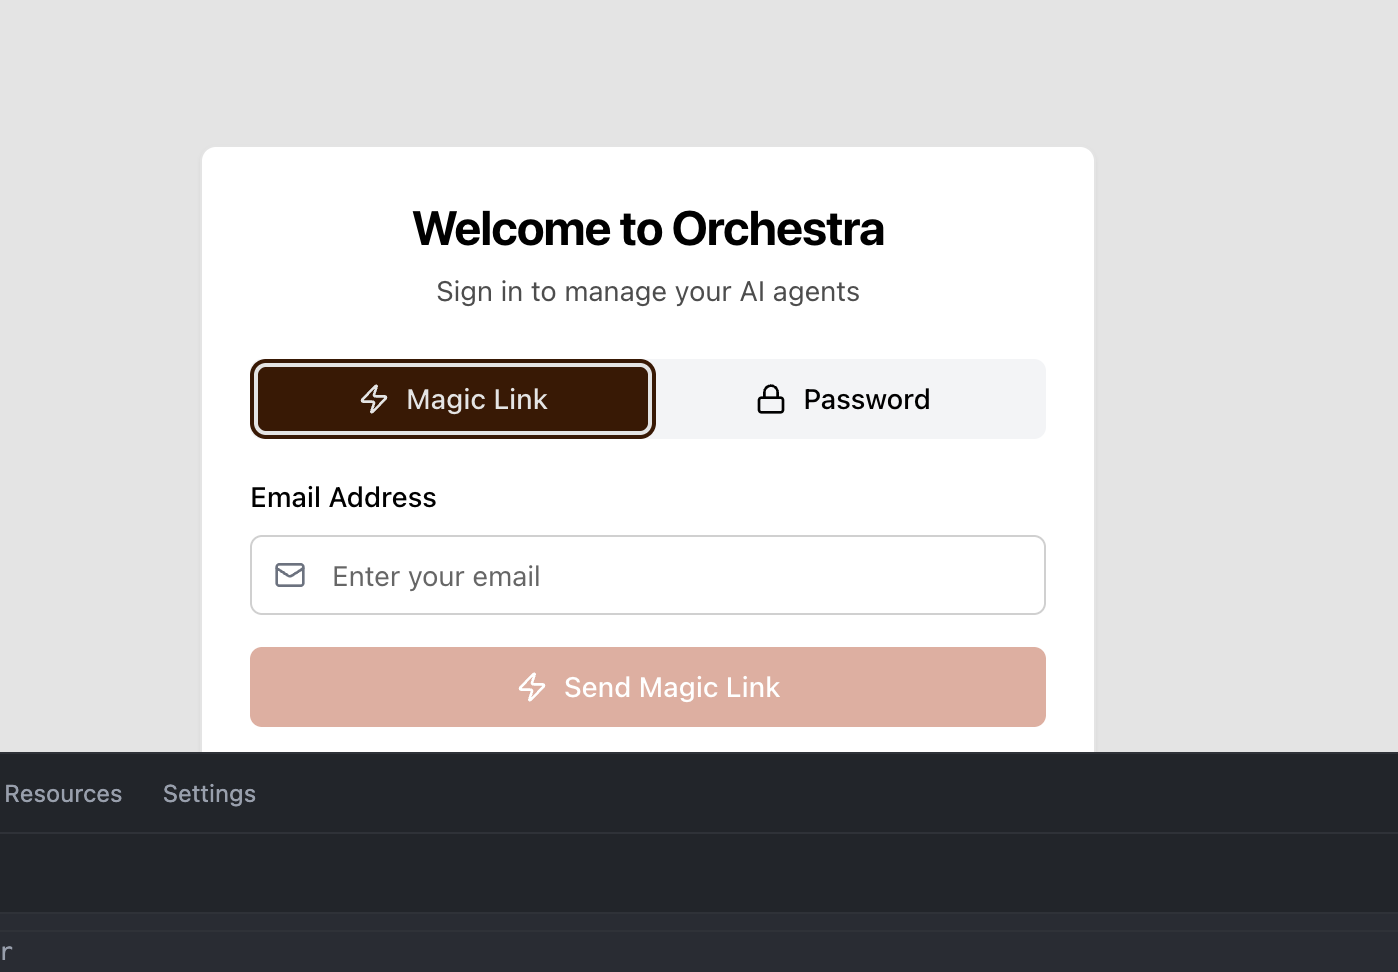 Welcome to Orchestra
Sign in to manage your AI agents
Magic Link
Password
Email Address
Enter your email
Send Magic Link
Resources
Settings
r